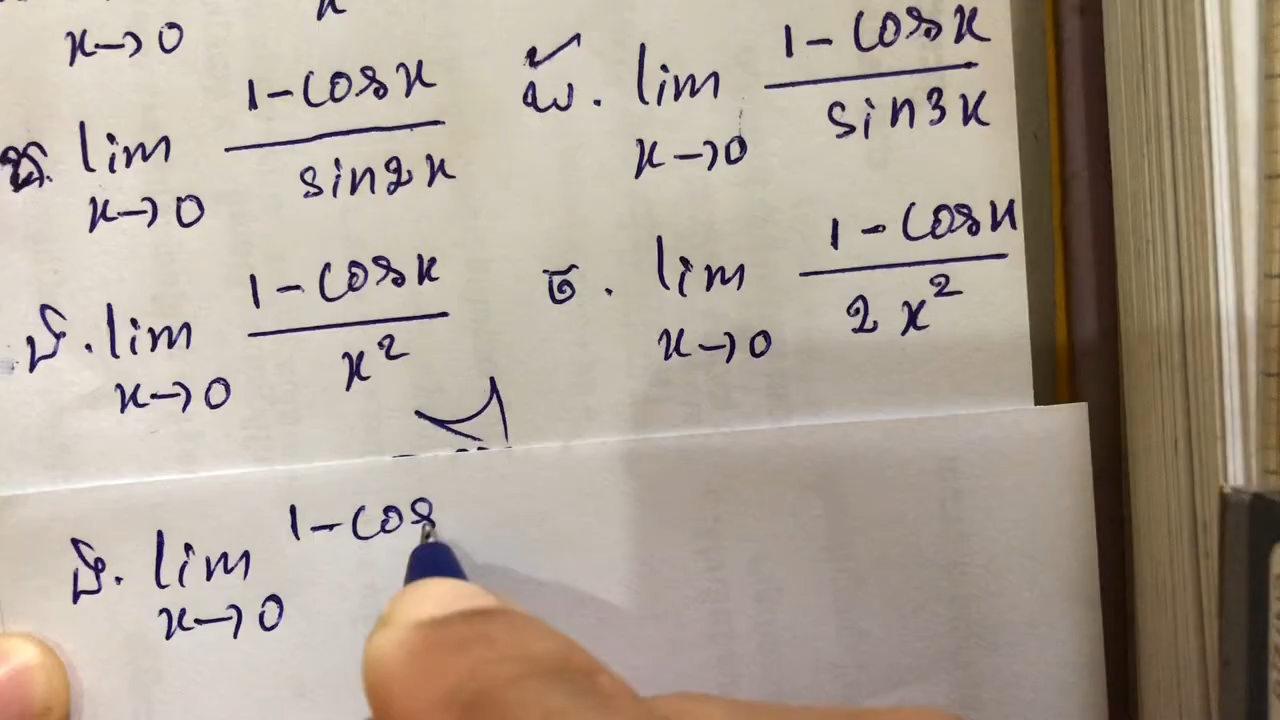 x→0
lim x→0 (1-cosx)/(sin2x)
lim x→0 (1-cosx)/(sin3x)
lim x→0 (1-cosx)/(x²)
ច. lim x→0 (1-cosx)/(2x²)
lim x→0 1-cos